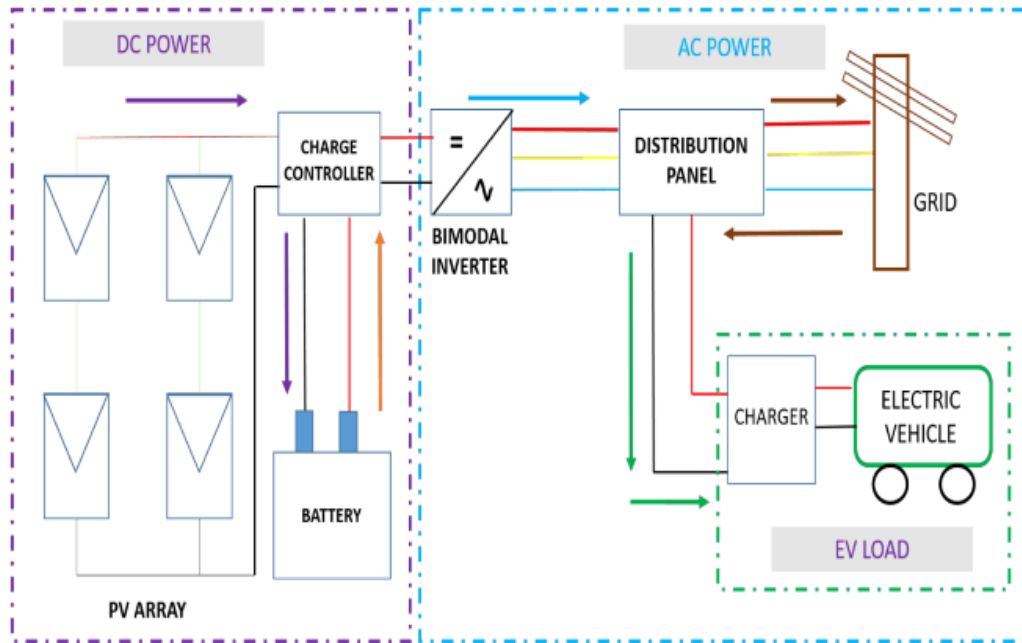 DC POWER
AC POWER
CHARGE
CONTROLLER
=
DISTRIBUTION
PANEL
GRID
BIMODAL
INVERTER
CHARGER
ELECTRIC
VEHICLE
BATTERY
EV LOAD
PV ARRAY